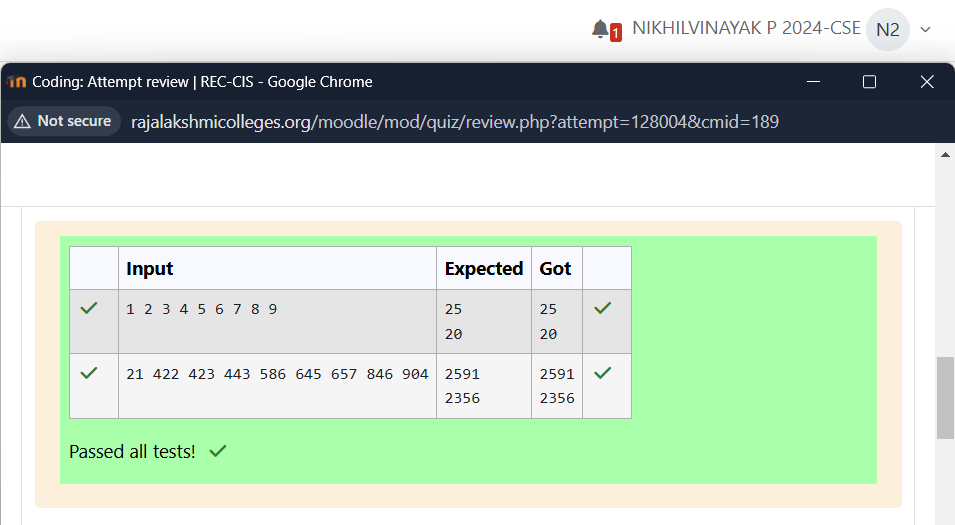 1
NIKHILVINAYAK P 2024-CSE
N2
in Coding: Attempt review | REC-CIS - Google Chrome
Not secure
rajalakshmicolleges.org/moodle/mod/quiz/review.php?attempt=128004&cmid=189
Input Expected Got
1 2 3 4 5 6 7 8 9 25 25
20 20
21 422 423 443 586 645 657 846 904 2591 2591
2356 2356
Passed all tests!